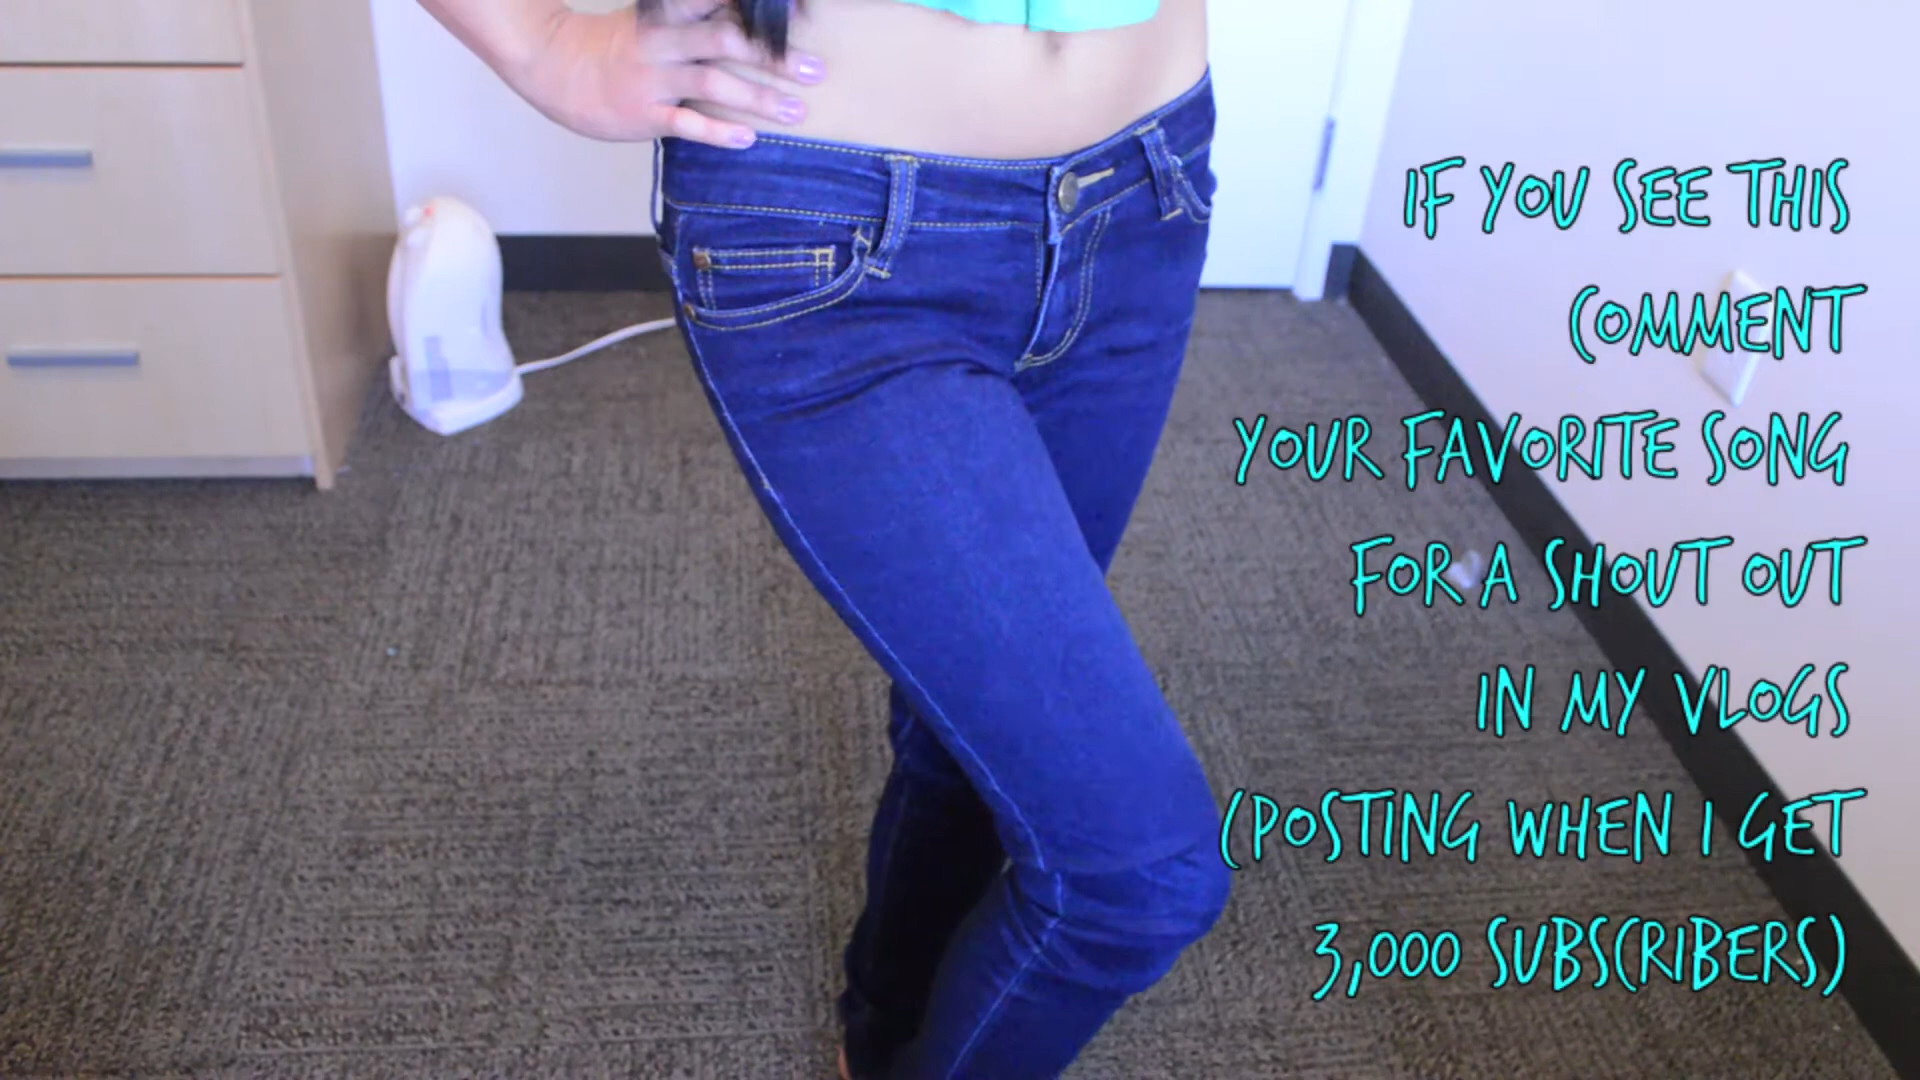 IF YOU SEE THIS
COMMENT
YOUR FAVORITE SONG
FOR A SHOUT OUT
IN MY VLOGS
(POSTING WHEN I GET
3,000 SUBSCRIBERS)